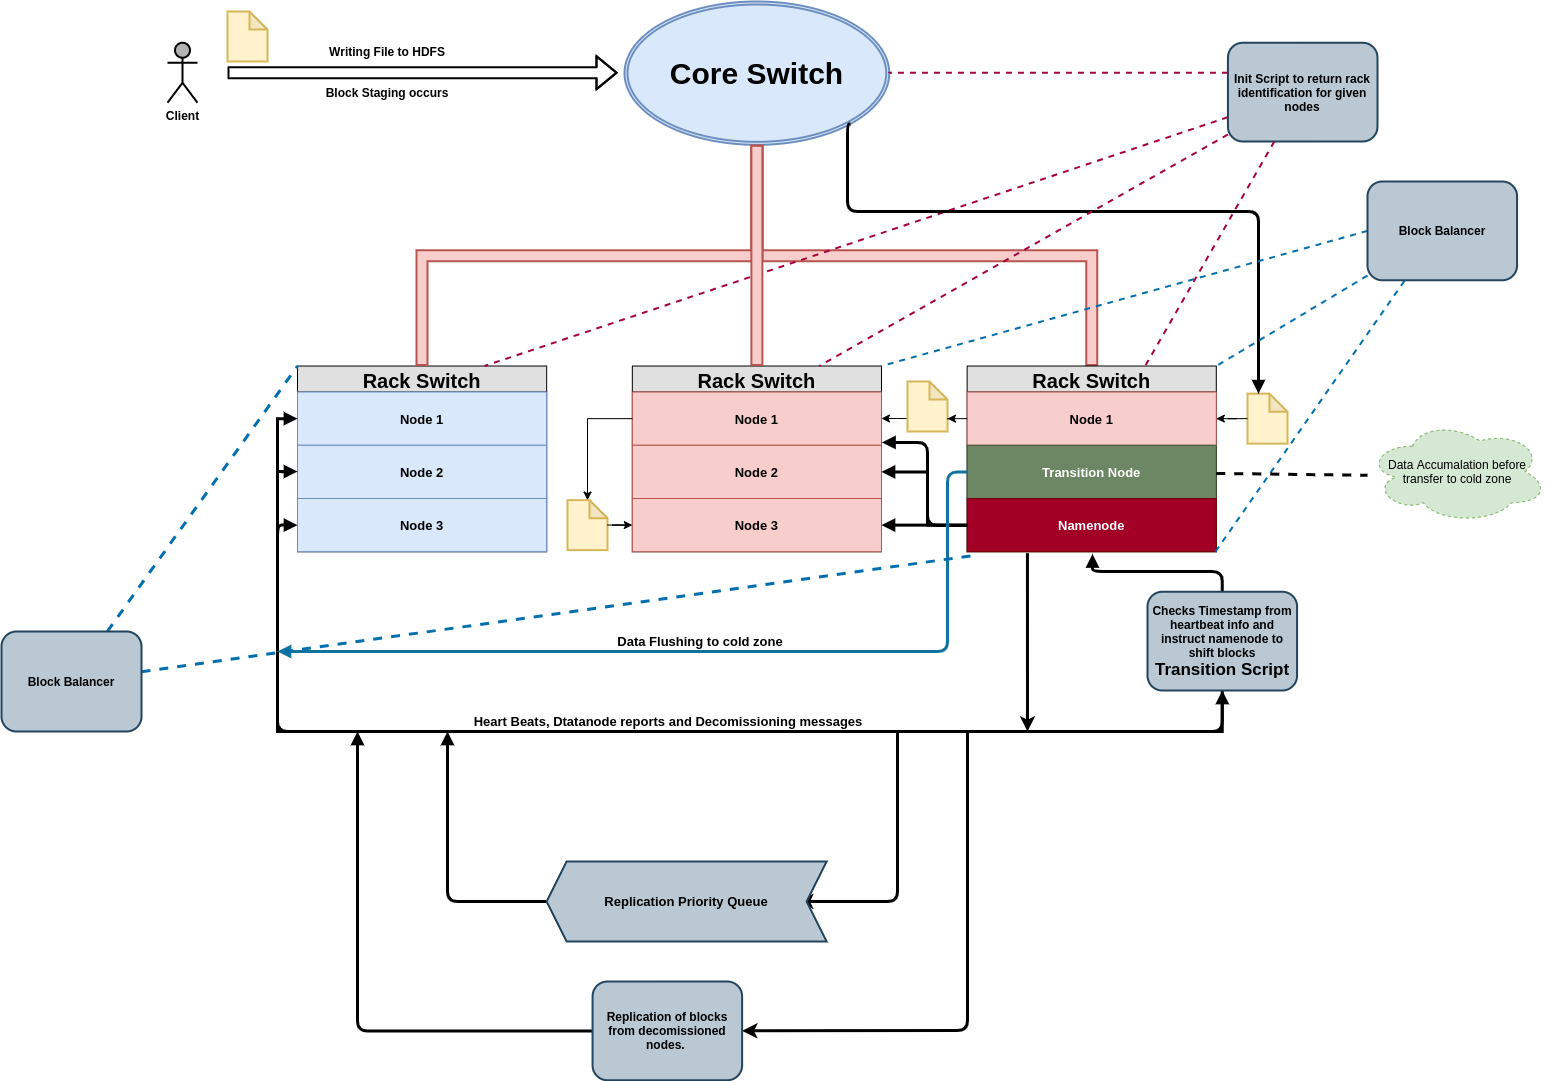 Writing File to HDFS
Block Staging occurs
Client
Core Switch
Init Script to return rack
identification for given
nodes
Block Balancer
Rack Switch
Node 1
Node 2
Node 3
Rack Switch
Node 1
Node 2
Node 3
Rack Switch
Node 1
Transition Node
Namenode
Data Accumalation before
transfer to cold zone
Checks Timestamp from
heartbeat info and
instruct namenode to
shift blocks
Transition Script
Data Flushing to cold zone
Block Balancer
Heart Beats, Dtatanode reports and Decomissioning messages
Replication Priority Queue
Replication of blocks
from decomissioned
nodes.